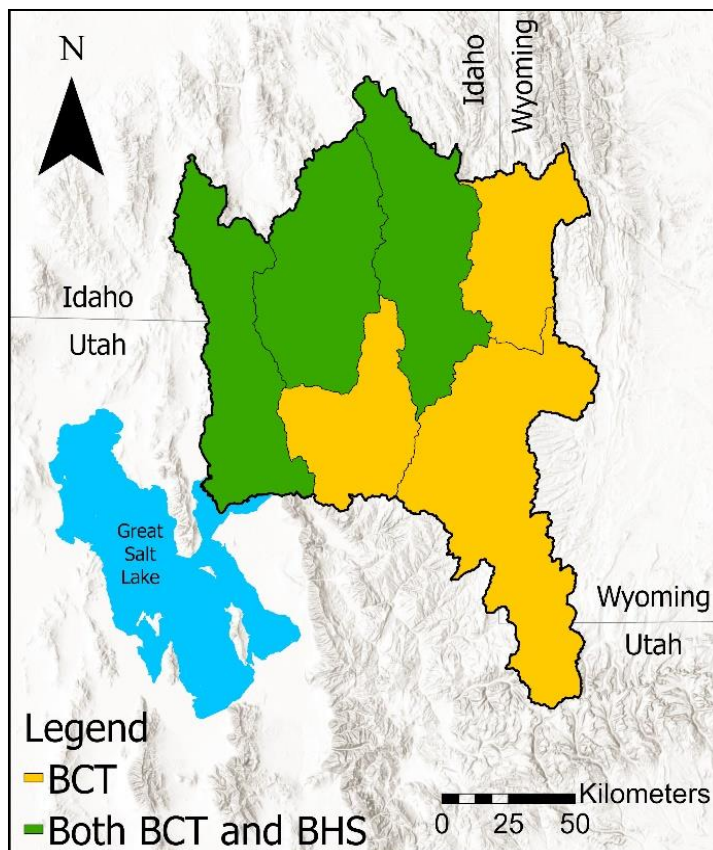 N
Idaho
Wyoming
Idaho
Utah
Great
Salt
Lake
Wyoming
Utah
Legend
BCT
Both BCT and BHS
Kilometers
0 25 50